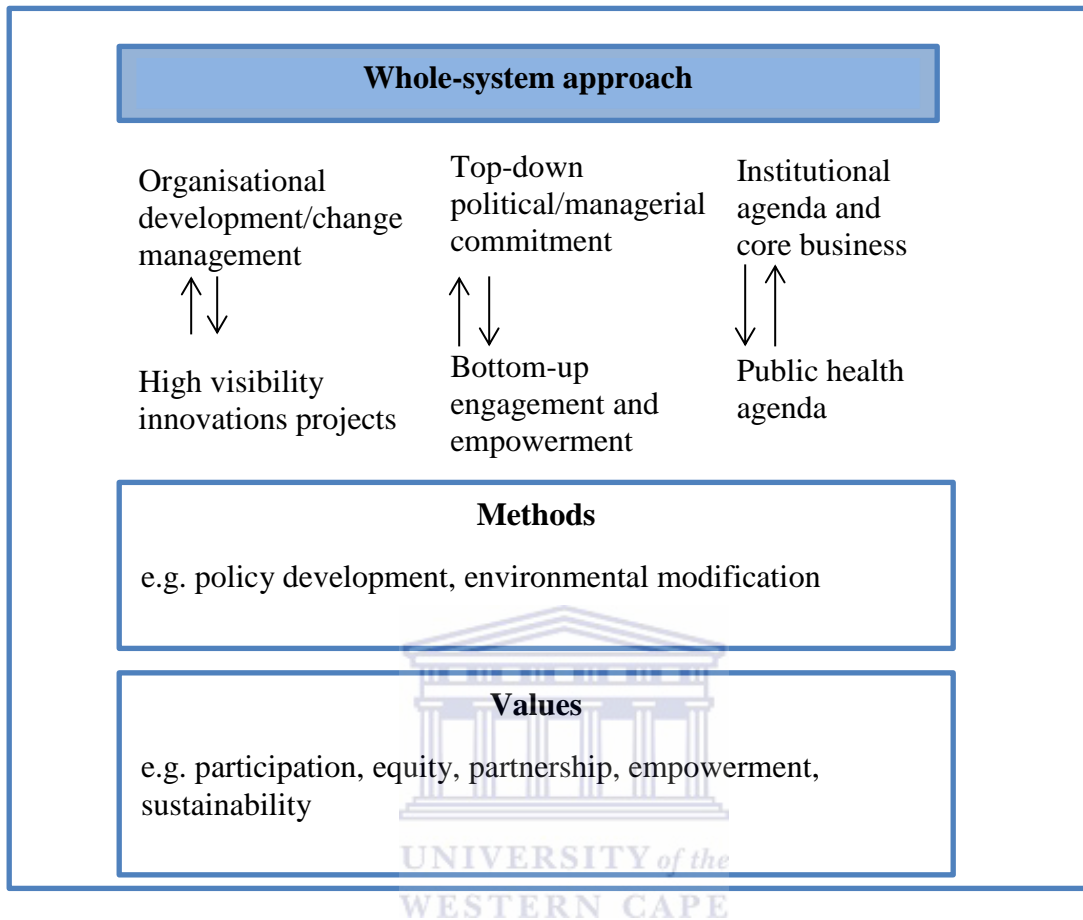 Whole-system approach
Organisational
development/change
management
High visibility
innovations projects
Top-down
political/managerial
commitment
Bottom-up
engagement and
empowerment
Institutional
agenda and
core business
Public health
agenda
Methods
e.g. policy development, environmental modification
Values
e.g. participation, equity, partnership, empowerment,
sustainability
UNIVERSITY of the
WESTERN CAPE